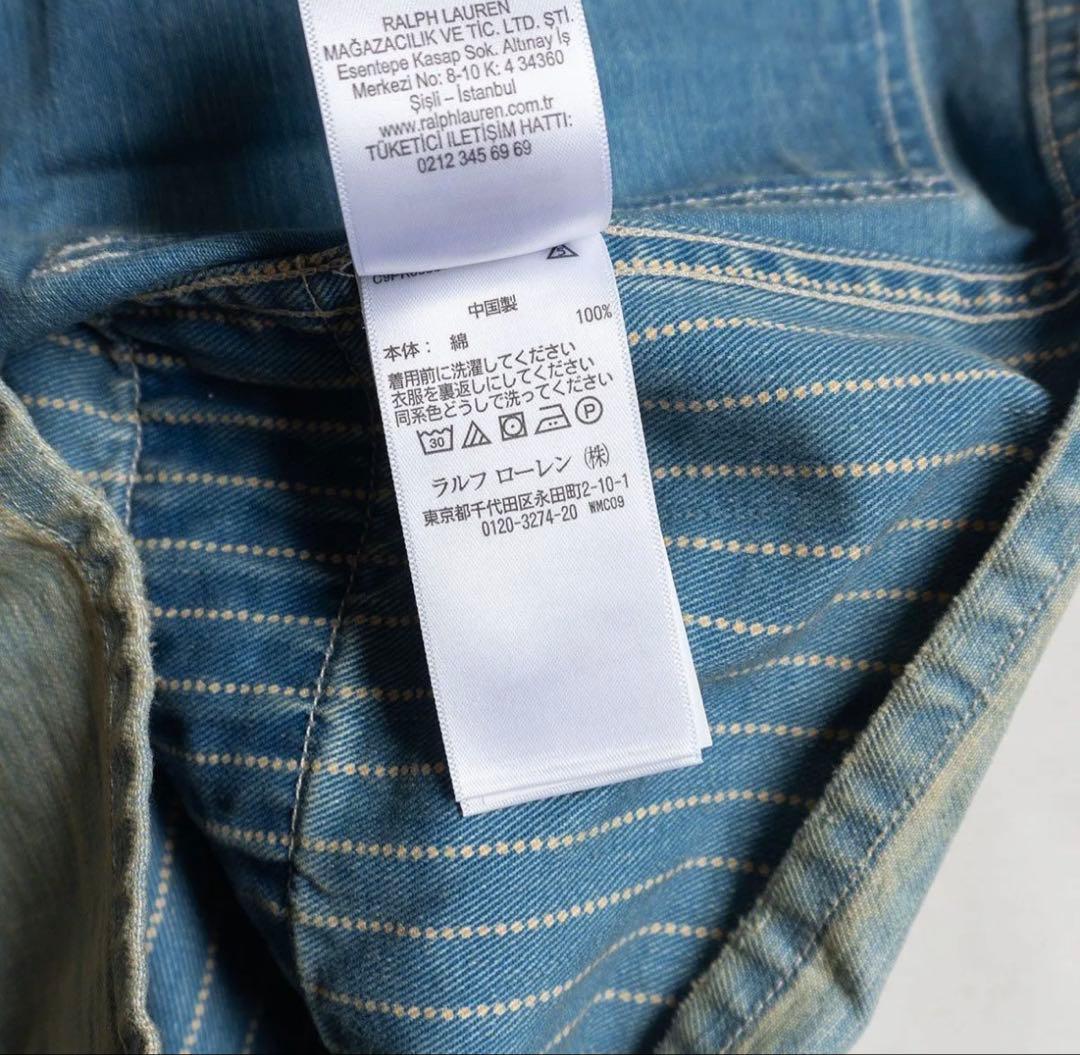 RALPH LAUREN
MAĞAZACILIK VE TİC. LTD. ŞTİ.
Esentepe Kasap Sok. Altınay İş
Merkezi No: 8-10 K: 4 34360
Şişli – İstanbul
www.ralphlauren.com.tr
TÜKETİCİ İLETİSİM HATTI:
0212 345 69 69
中国製
本体： 綿 100%
着用前に洗濯してください
衣服を裏返しにしてください
同系色どうしで洗ってください
30 P
ラルフ ローレン（株）
東京都千代田区永田町2-10-1
0120-3274-20 WMC09